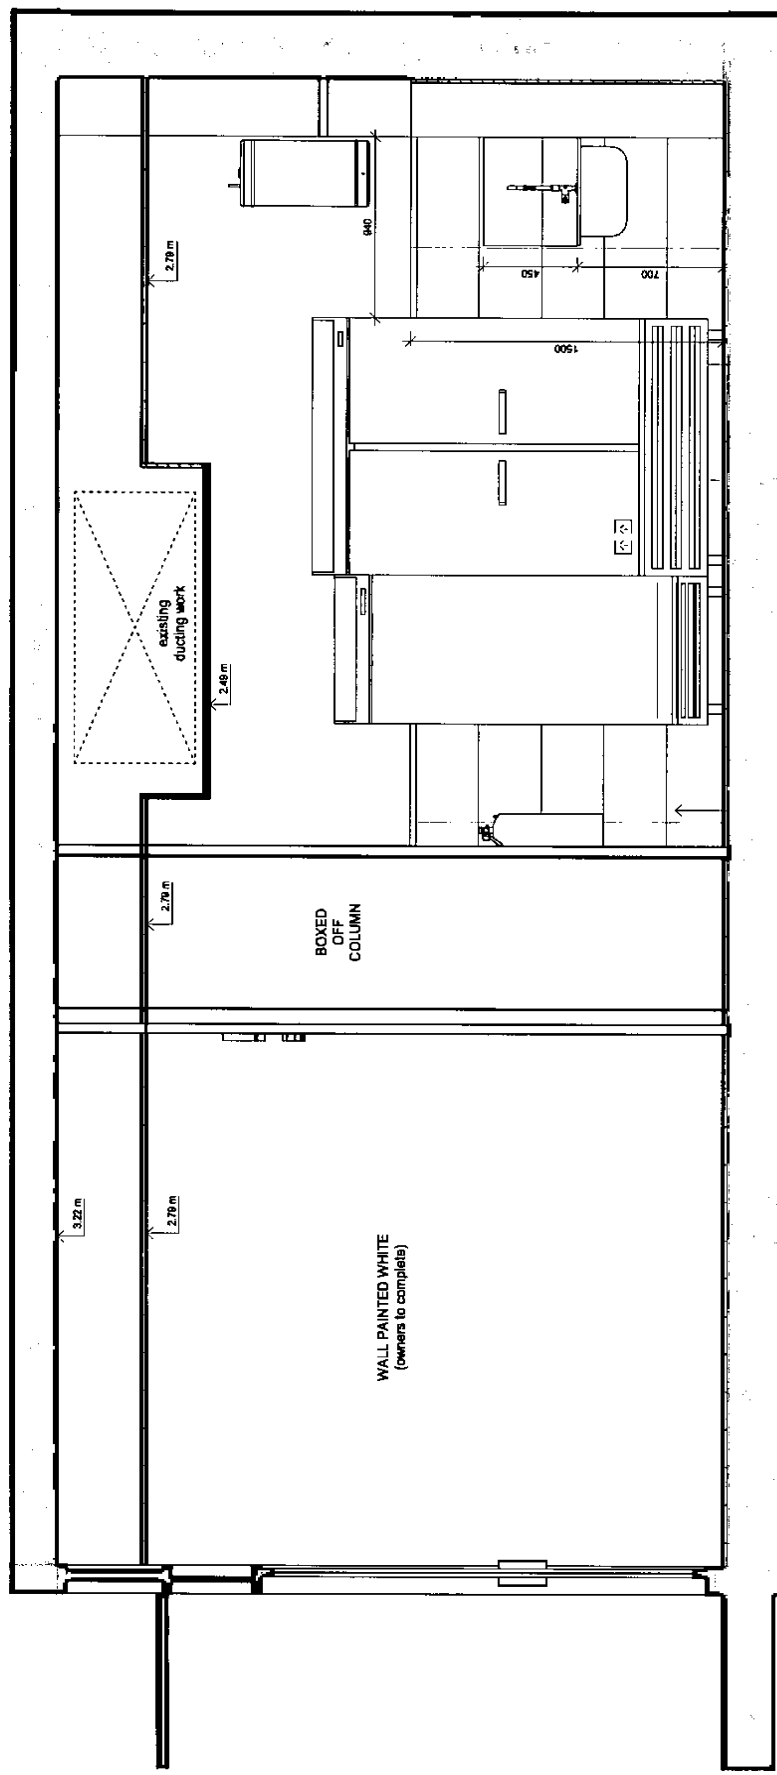 3.22 m
2.79 m
WALL PAINTED WHITE
(owners to complete)
2.79 m
BOXED
OFF
COLUMN
existing
ducting work
2.49 m
2.79 m
940
450
700
1500